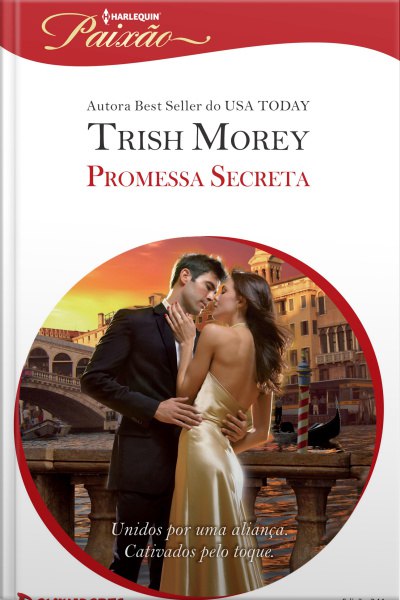 HARLEQUIN
Paixão
Autora Best Seller do USA TODAY
TRISH MOREY
PROMESSA SECRETA
Unidos por uma aliança.
Cativados pelo toque.